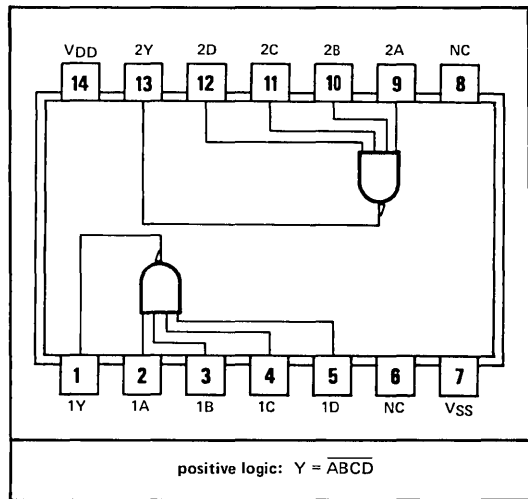 VDD 2Y 2D 2C 2B 2A NC
14 13 12 11 10 9 8
1 2 3 4 5 6 7
1Y 1A 1B 1C 1D NC VSS
positive logic: Y = A̅B̅C̅D̅